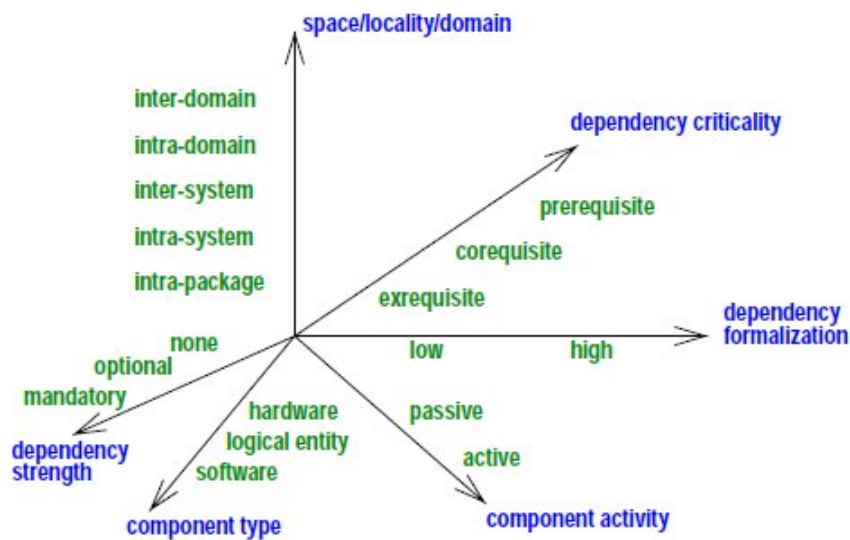 space/locality/domain
inter-domain
dependency criticality
intra-domain
inter-system
prerequisite
intra-system
corequisite
intra-package
exrequisite
dependency
formalization
none
low
high
optional
mandatory
hardware
passive
dependency
strength
logical entity
software
active
component type
component activity